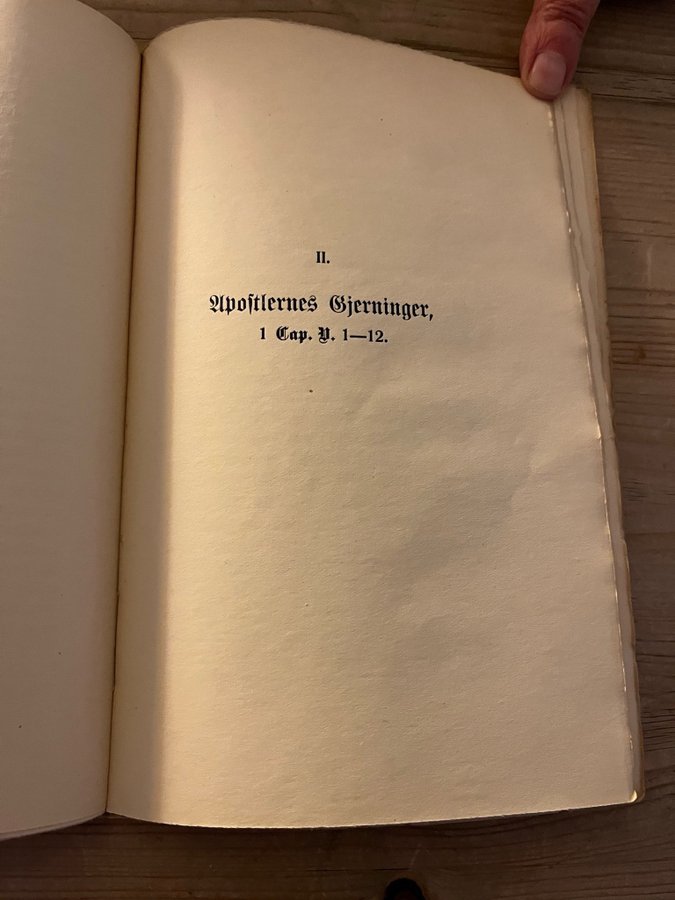 II.
Apostlernes Gjerninger,
1 Cap. V. 1—12.